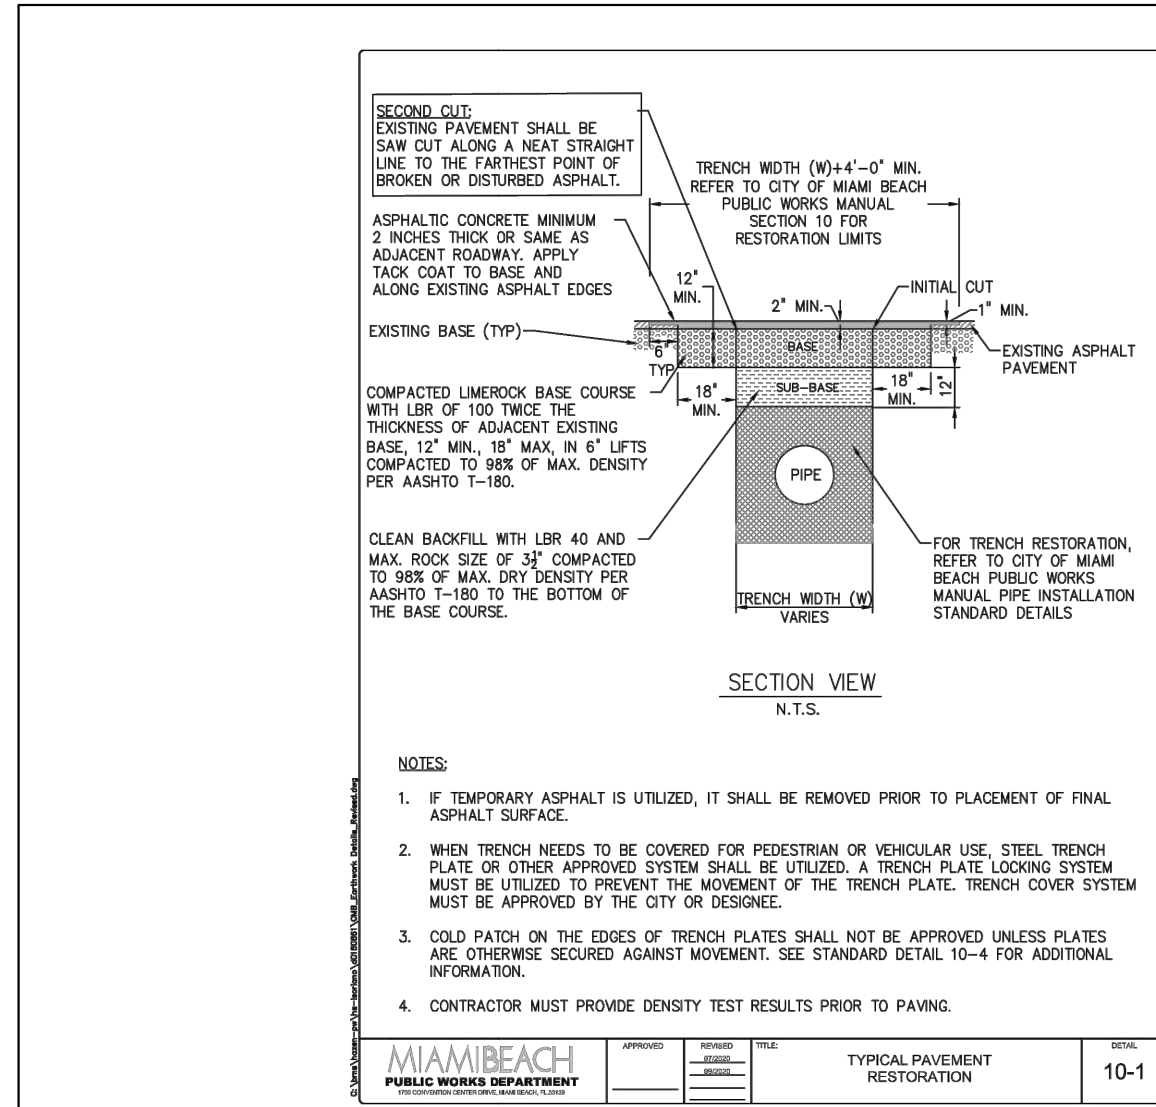 SECOND CUT:
EXISTING PAVEMENT SHALL BE
SAW CUT ALONG A NEAT STRAIGHT
LINE TO THE FARTHEST POINT OF
BROKEN OR DISTURBED ASPHALT.
TRENCH WIDTH (W)+4'-0" MIN.
REFER TO CITY OF MIAMI BEACH
PUBLIC WORKS MANUAL
SECTION 10 FOR
RESTORATION LIMITS
ASPHALTIC CONCRETE MINIMUM
2 INCHES THICK OR SAME AS
ADJACENT ROADWAY. APPLY
TACK COAT TO BASE AND
ALONG EXISTING ASPHALT EDGES
12"
MIN.
2" MIN.
INITIAL CUT
1" MIN.
EXISTING BASE (TYP)
6"
TYP
BASE
EXISTING ASPHALT
PAVEMENT
COMPACTED LIMEROCK BASE COURSE
WITH LBR OF 100 TWICE THE
THICKNESS OF ADJACENT EXISTING
BASE, 12" MIN., 18" MAX, IN 6" LIFTS
COMPACTED TO 98% OF MAX. DENSITY
PER AASHTO T-180.
18"
MIN.
SUB-BASE
18"
MIN.
12"
PIPE
CLEAN BACKFILL WITH LBR 40 AND
MAX. ROCK SIZE OF 3½" COMPACTED
TO 98% OF MAX. DRY DENSITY PER
AASHTO T-180 TO THE BOTTOM OF
THE BASE COURSE.
FOR TRENCH RESTORATION,
REFER TO CITY OF MIAMI
BEACH PUBLIC WORKS
MANUAL PIPE INSTALLATION
STANDARD DETAILS
TRENCH WIDTH (W)
VARIES
SECTION VIEW
N.T.S.
NOTES:
1. IF TEMPORARY ASPHALT IS UTILIZED, IT SHALL BE REMOVED PRIOR TO PLACEMENT OF FINAL
ASPHALT SURFACE.
2. WHEN TRENCH NEEDS TO BE COVERED FOR PEDESTRIAN OR VEHICULAR USE, STEEL TRENCH
PLATE OR OTHER APPROVED SYSTEM SHALL BE UTILIZED. A TRENCH PLATE LOCKING SYSTEM
MUST BE UTILIZED TO PREVENT THE MOVEMENT OF THE TRENCH PLATE. TRENCH COVER SYSTEM
MUST BE APPROVED BY THE CITY OR DESIGNEE.
3. COLD PATCH ON THE EDGES OF TRENCH PLATES SHALL NOT BE APPROVED UNLESS PLATES
ARE OTHERWISE SECURED AGAINST MOVEMENT. SEE STANDARD DETAIL 10-4 FOR ADDITIONAL
INFORMATION.
4. CONTRACTOR MUST PROVIDE DENSITY TEST RESULTS PRIOR TO PAVING.
MIAMIBEACH
PUBLIC WORKS DEPARTMENT
1700 CONVENTION CENTER DRIVE, MIAMI BEACH, FL.33139
APPROVED
REVISED
07/2020
09/2020
TITLE:
TYPICAL PAVEMENT
RESTORATION
DETAIL
10-1